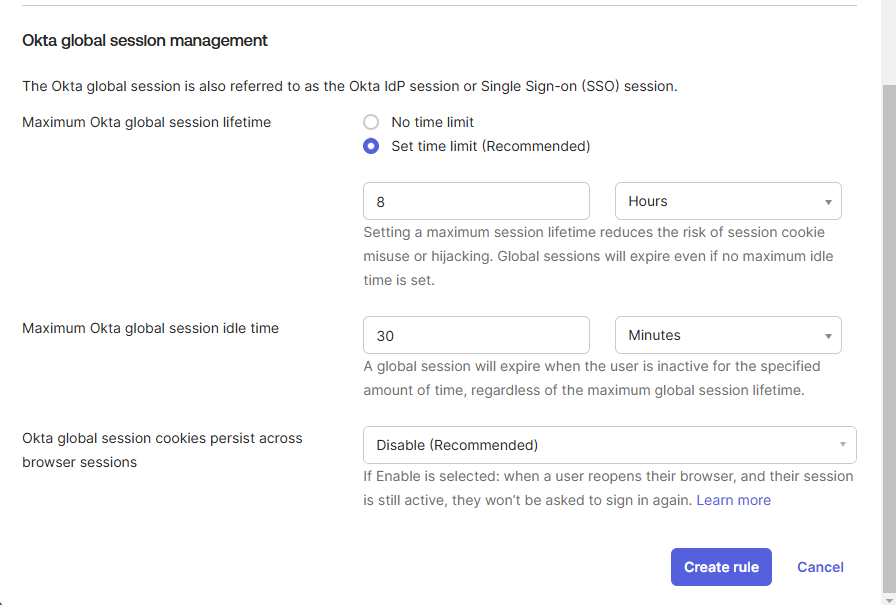 Okta global session management
The Okta global session is also referred to as the Okta IdP session or Single Sign-on (SSO) session.
Maximum Okta global session lifetime
No time limit
Set time limit (Recommended)
8
Hours
Setting a maximum session lifetime reduces the risk of session cookie
misuse or hijacking. Global sessions will expire even if no maximum idle
time is set.
Maximum Okta global session idle time
30
Minutes
A global session will expire when the user is inactive for the specified
amount of time, regardless of the maximum global session lifetime.
Okta global session cookies persist across
browser sessions
Disable (Recommended)
If Enable is selected: when a user reopens their browser, and their session
is still active, they won’t be asked to sign in again. Learn more
Create rule
Cancel